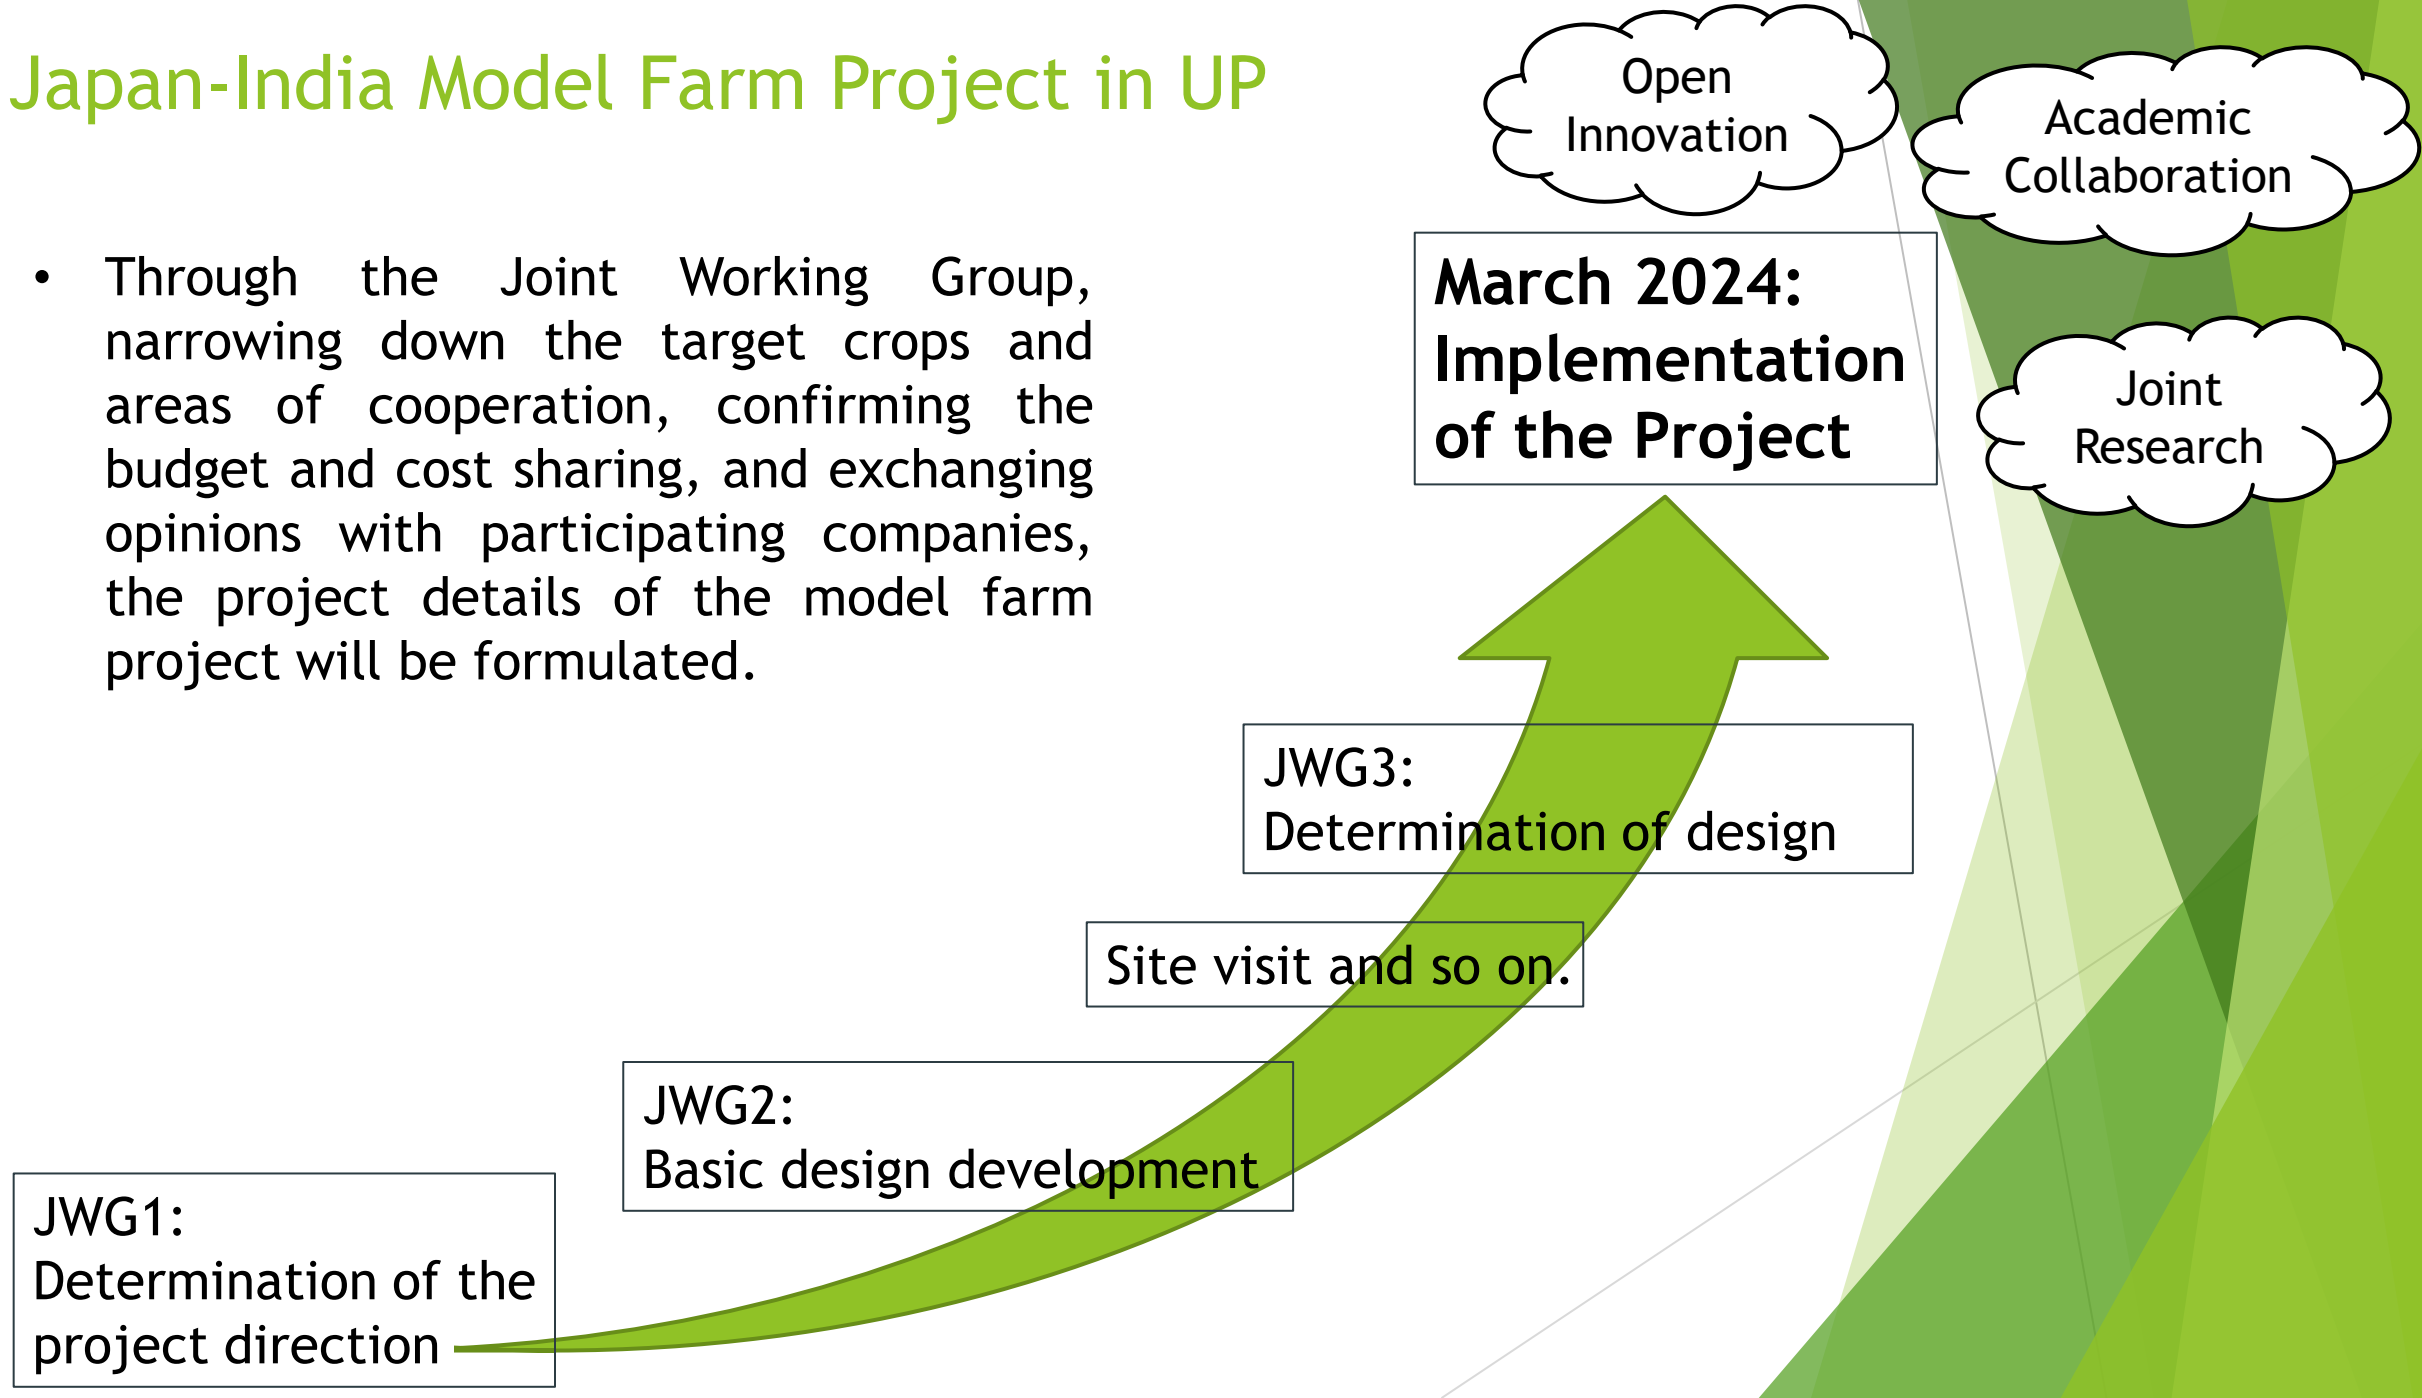 Japan-India Model Farm Project in UP
• Through the Joint Working Group,
narrowing down the target crops and
areas of cooperation, confirming the
budget and cost sharing, and exchanging
opinions with participating companies,
the project details of the model farm
project will be formulated.
Open
Innovation
Academic
Collaboration
Joint
Research
March 2024:
Implementation
of the Project
JWG3:
Determination of design
Site visit and so on.
JWG2:
Basic design development
JWG1:
Determination of the
project direction